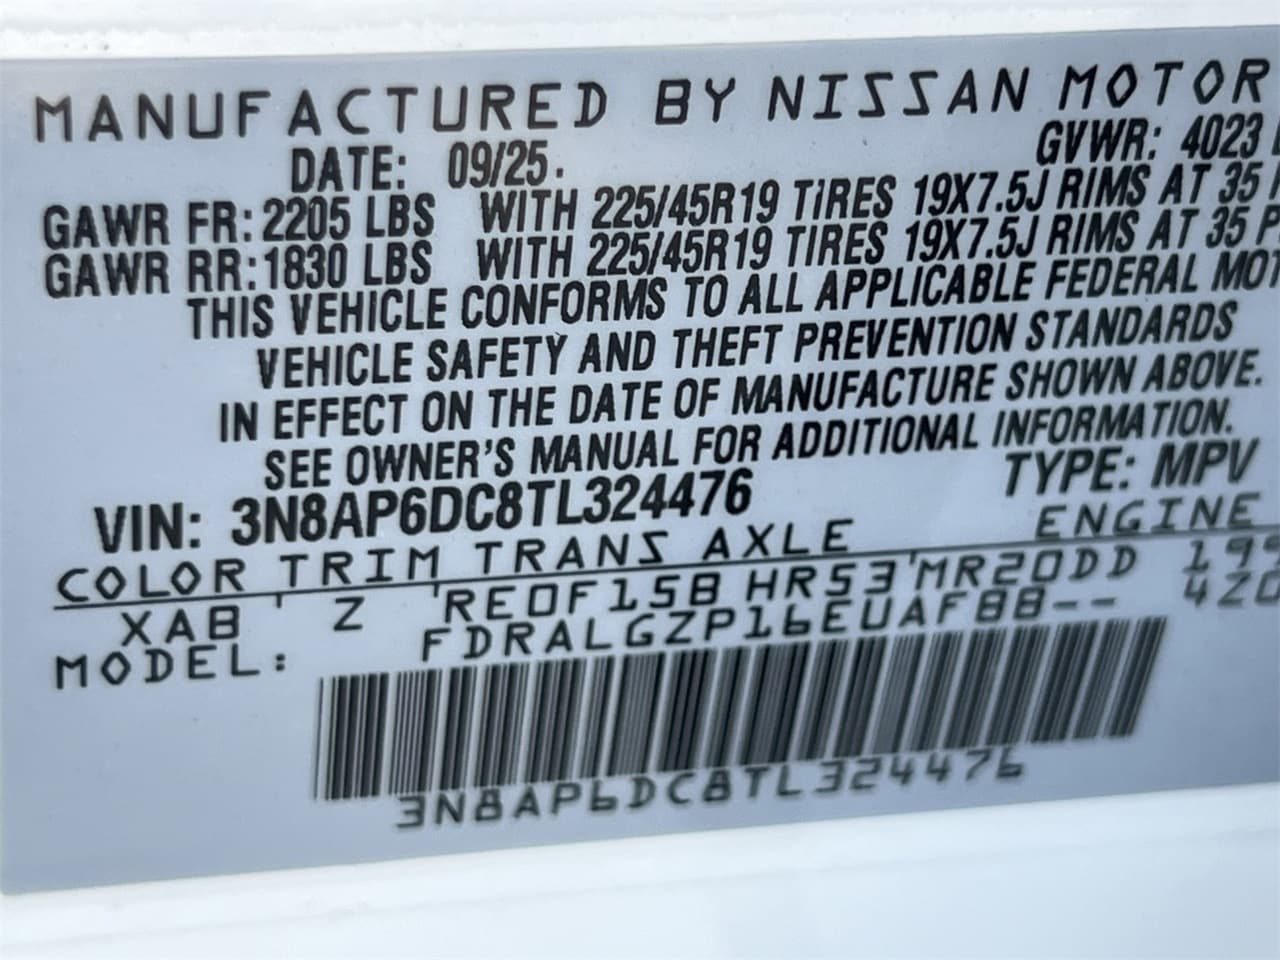 MANUFACTURED BY NISSAN MOTOR
DATE: 09/25. GVWR: 4023
GAWR FR: 2205 LBS WITH 225/45R19 TIRES 19X7.5J RIMS AT 35
GAWR RR: 1830 LBS WITH 225/45R19 TIRES 19X7.5J RIMS AT 35
THIS VEHICLE CONFORMS TO ALL APPLICABLE FEDERAL MOT
VEHICLE SAFETY AND THEFT PREVENTION STANDARDS
IN EFFECT ON THE DATE OF MANUFACTURE SHOWN ABOVE.
SEE OWNER'S MANUAL FOR ADDITIONAL INFORMATION.
VIN: 3N8AP6DC8TL324476 TYPE: MPV
COLOR TRIM TRANS AXLE ENGINE
XAB Z RE0F15B HR53 MR20DD 199
MODEL: FDRALGZP16EUAF88-- 4Z0
3N8AP6DC8TL324476